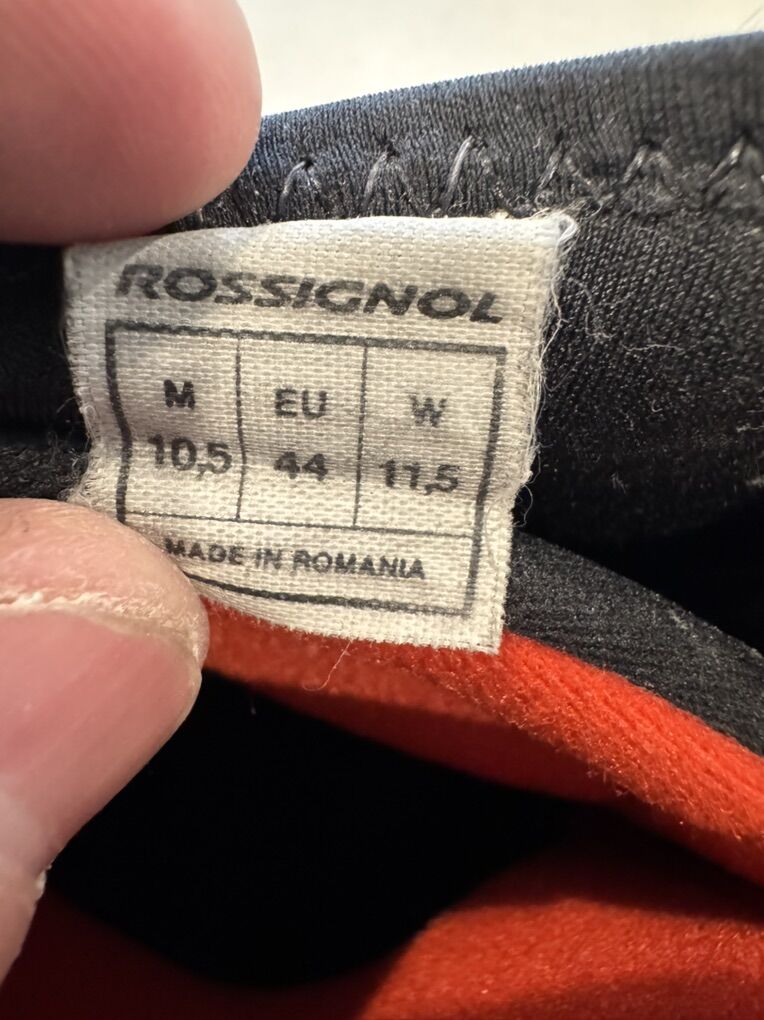 ROSSIGNOL
M EU W
10,5 44 11,5
MADE IN ROMANIA